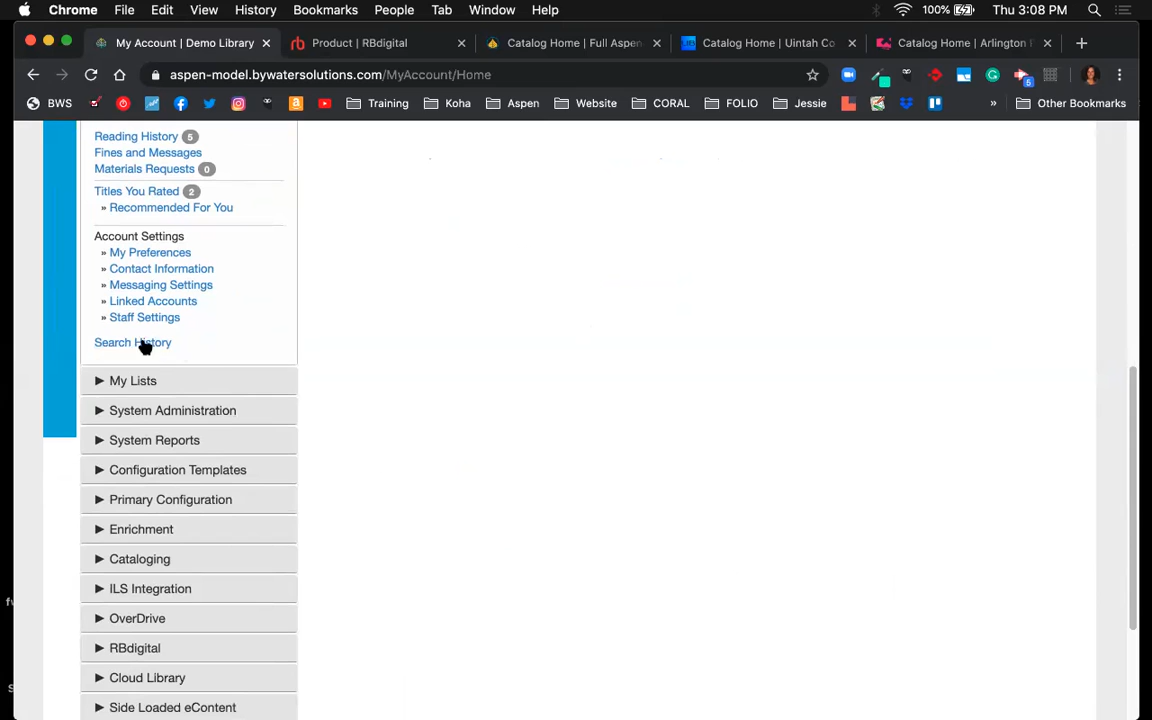 Chrome File Edit View History Bookmarks People Tab Window Help 100% Thu 3:08 PM
My Account | Demo Library Product | RBdigital Catalog Home | Full Aspen Catalog Home | Uintah Co Catalog Home | Arlington
aspen-model.bywatersolutions.com/MyAccount/Home 5
BWS Training Koha Aspen Website CORAL FOLIO Jessie » Other Bookmarks
Reading History 5
Fines and Messages
Materials Requests 0
Titles You Rated 2
» Recommended For You
Account Settings
» My Preferences
» Contact Information
» Messaging Settings
» Linked Accounts
» Staff Settings
Search History
My Lists
System Administration
System Reports
Configuration Templates
Primary Configuration
Enrichment
Cataloging
ILS Integration
OverDrive
RBdigital
Cloud Library
Side Loaded eContent